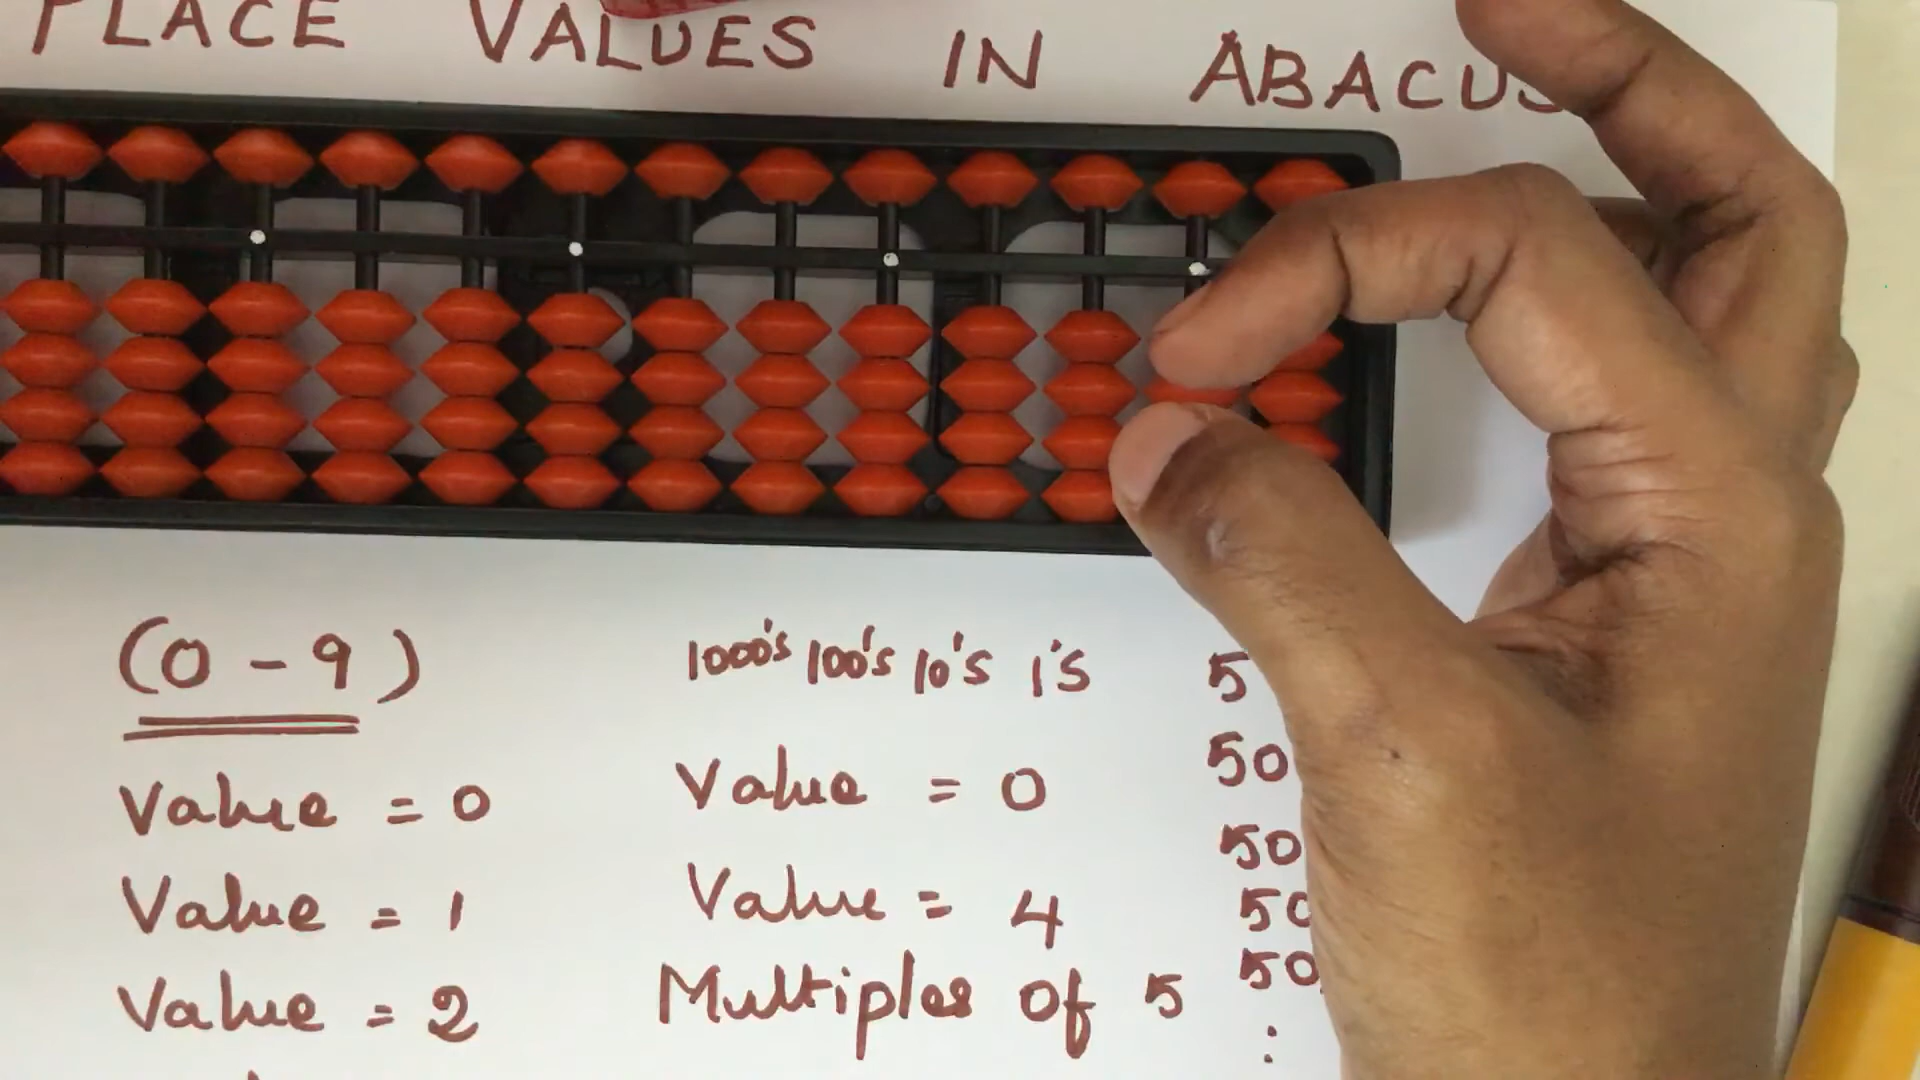 PLACE VALUES IN ABACUS
(0 - 9)
Value = 0
Value = 1
Value = 2
1000's 100's 10's 1's
Value = 0
Value = 4
Multiples of 5
5
50
50
50
50
: